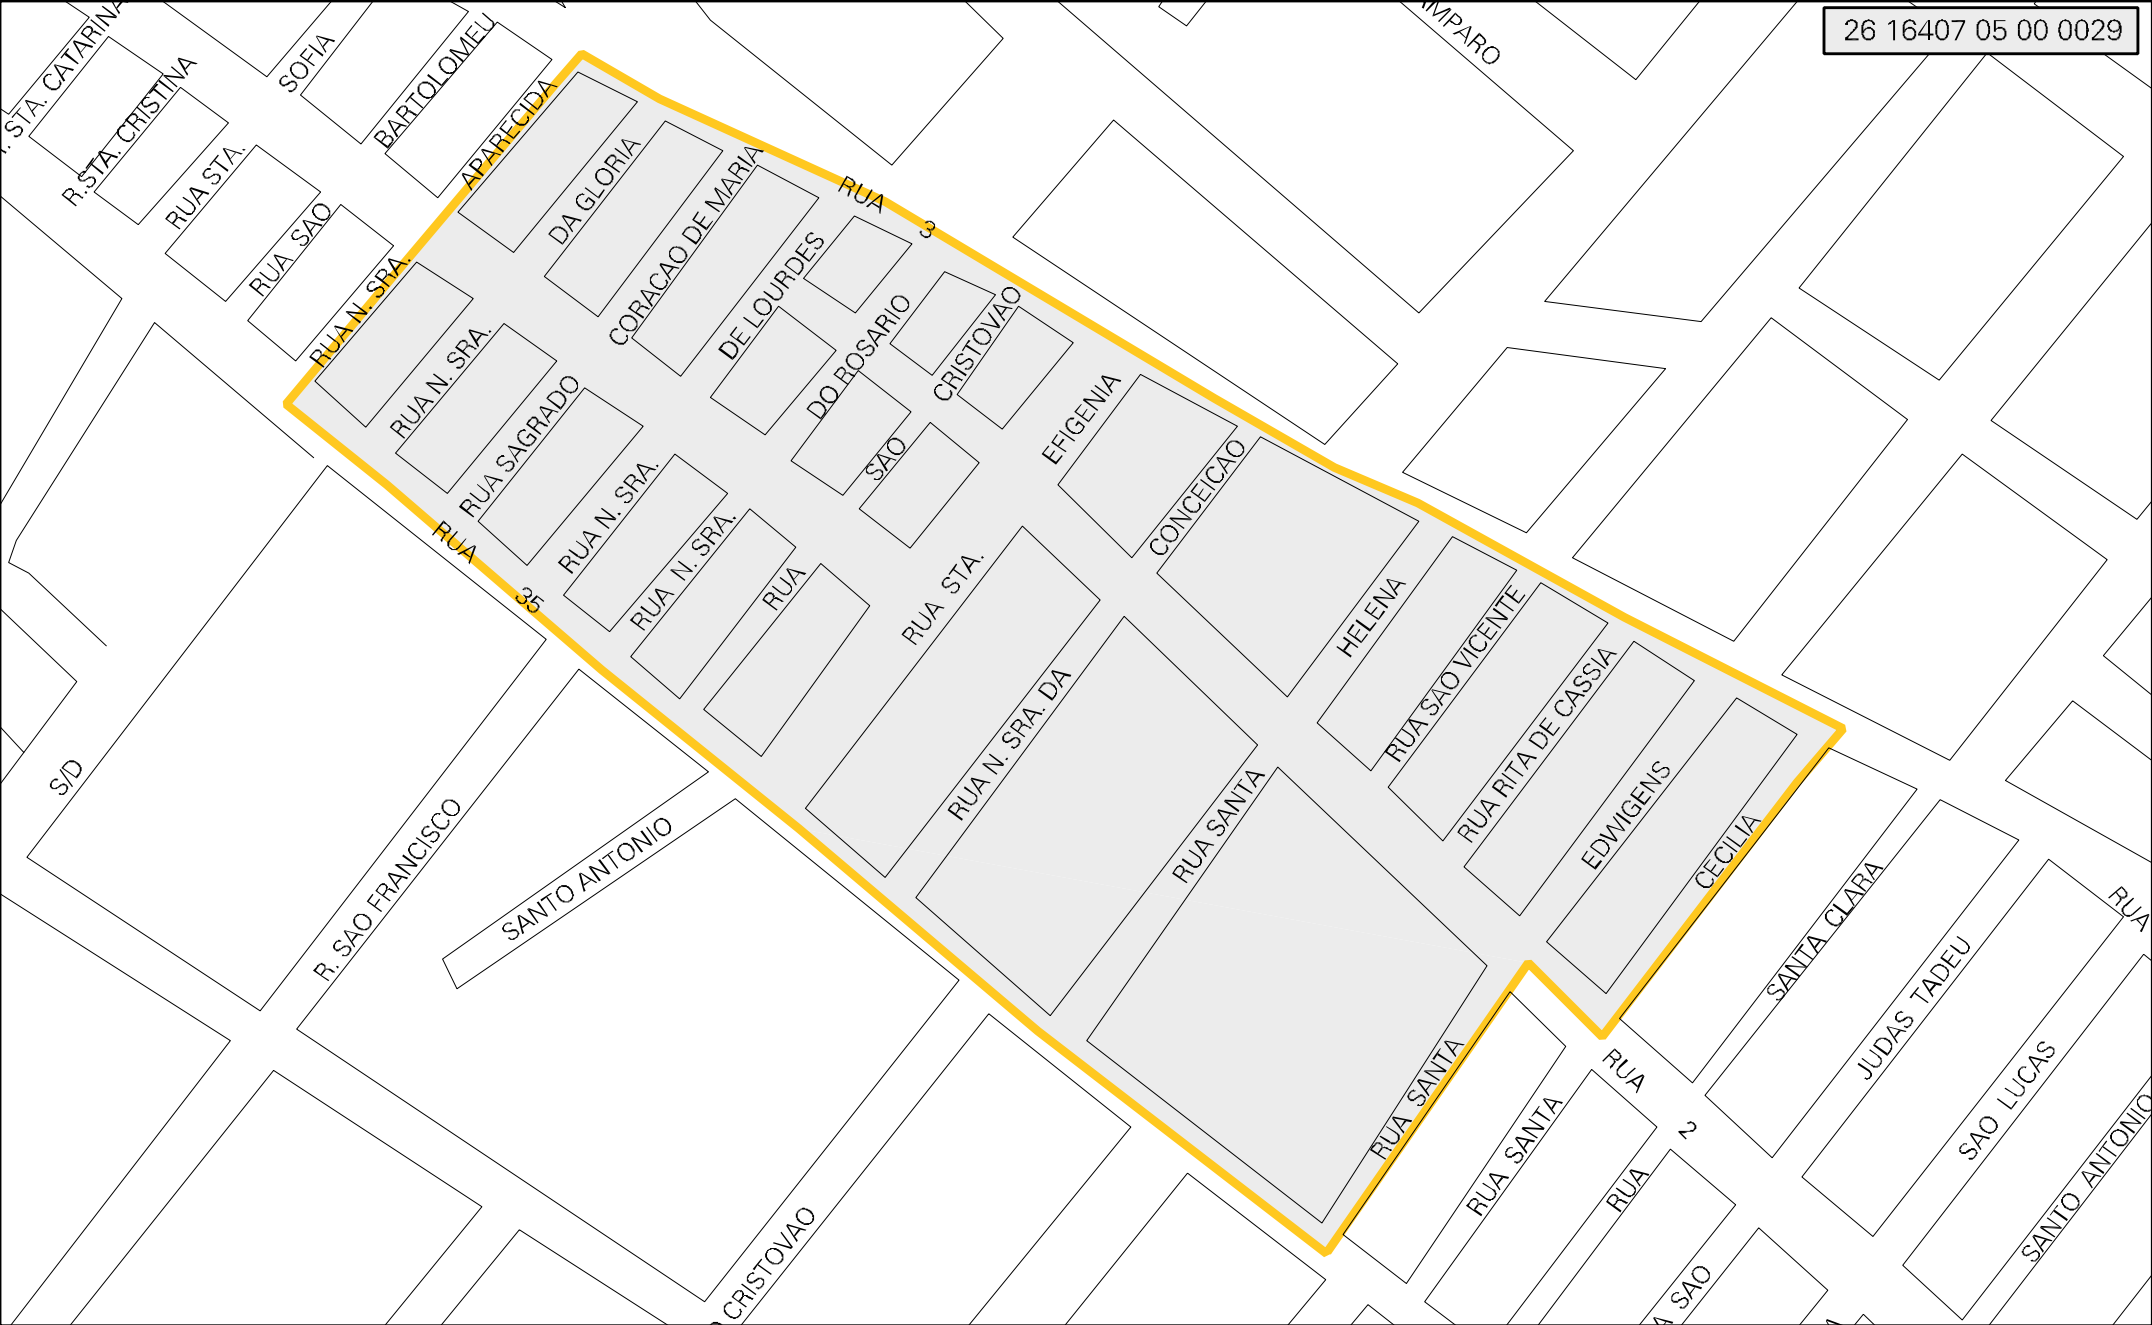 26 16407 05 00 0029
STA. CATARINA
R.STA. CRISTINA
SOFIA
RUA STA.
BARTOLOMEU
RUA SAO
APARECIDA
RUA N. SRA.
DA GLORIA
RUA N. SRA.
CORACAO DE MARIA
RUA SAGRADO
DE LOURDES
RUA N. SRA.
DO ROSARIO
RUA N. SRA.
CRISTOVAO
SAO
RUA
RUA 3
RUA 35
EFIGENIA
RUA STA.
CONCEICAO
RUA N. SRA. DA
HELENA
RUA SANTA
RUA SAO VICENTE
RUA RITA DE CASSIA
EDWIGENS
CECILIA
RUA SANTA
SANTA CLARA
RUA SANTA
JUDAS TADEU
RUA
SAO LUCAS
SAO
SANTO ANTONIO
RUA 2
RUA
S/D
R. SAO FRANCISCO
SANTO ANTONIO
CRISTOVAO